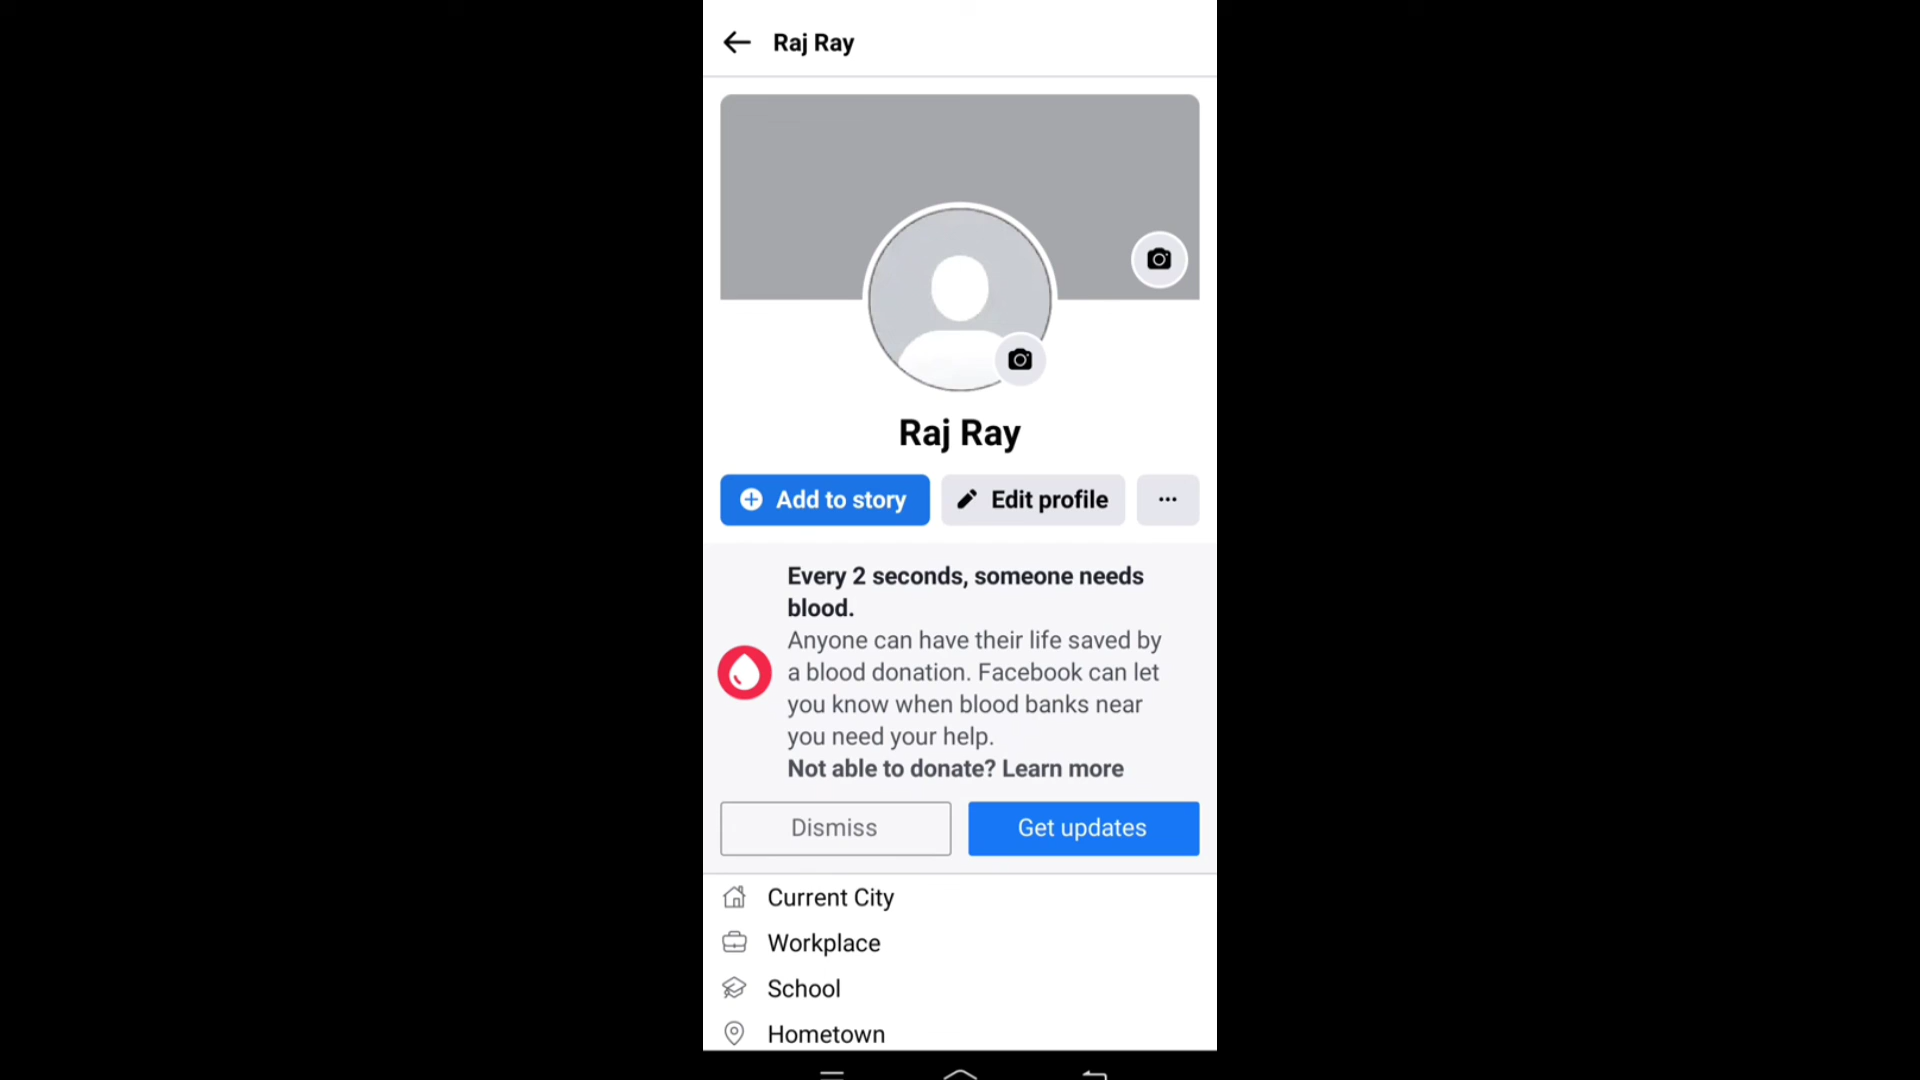 Raj Ray
Raj Ray
Add to story
Edit profile
Every 2 seconds, someone needs
blood.
Anyone can have their life saved by
a blood donation. Facebook can let
you know when blood banks near
you need your help.
Not able to donate? Learn more
Dismiss
Get updates
Current City
Workplace
School
Hometown